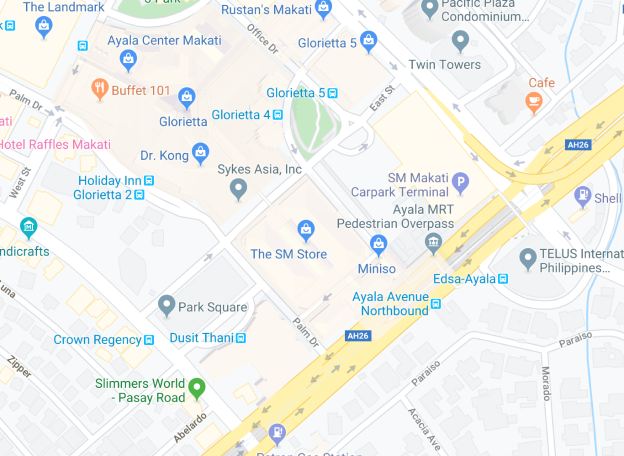 s Park
The Landmark
Rustan's Makati
Pacific Plaza
Condominium...
Ayala Center Makati
Office Dr
Glorietta 5
Twin Towers
Palm Dr
Buffet 101
Glorietta 5
East St
Cafe
Glorietta
Glorietta 4
AH26
Hotel Raffles Makati
Dr. Kong
Sykes Asia, Inc
West St
Holiday Inn
Glorietta 2
SM Makati
Carpark Terminal
Shell
Ayala MRT
Pedestrian Overpass
ndicrafts
The SM Store
Miniso
TELUS Internat
Philippines...
Edsa-Ayala
Luna
Park Square
Ayala Avenue
Northbound
Palm Dr
Crown Regency
Dusit Thani
AH26
Zipper
Paraiso
Paraiso
Slimmers World
- Pasay Road
Morado
Abelardo
Acacia Ave
Petron Gas Station